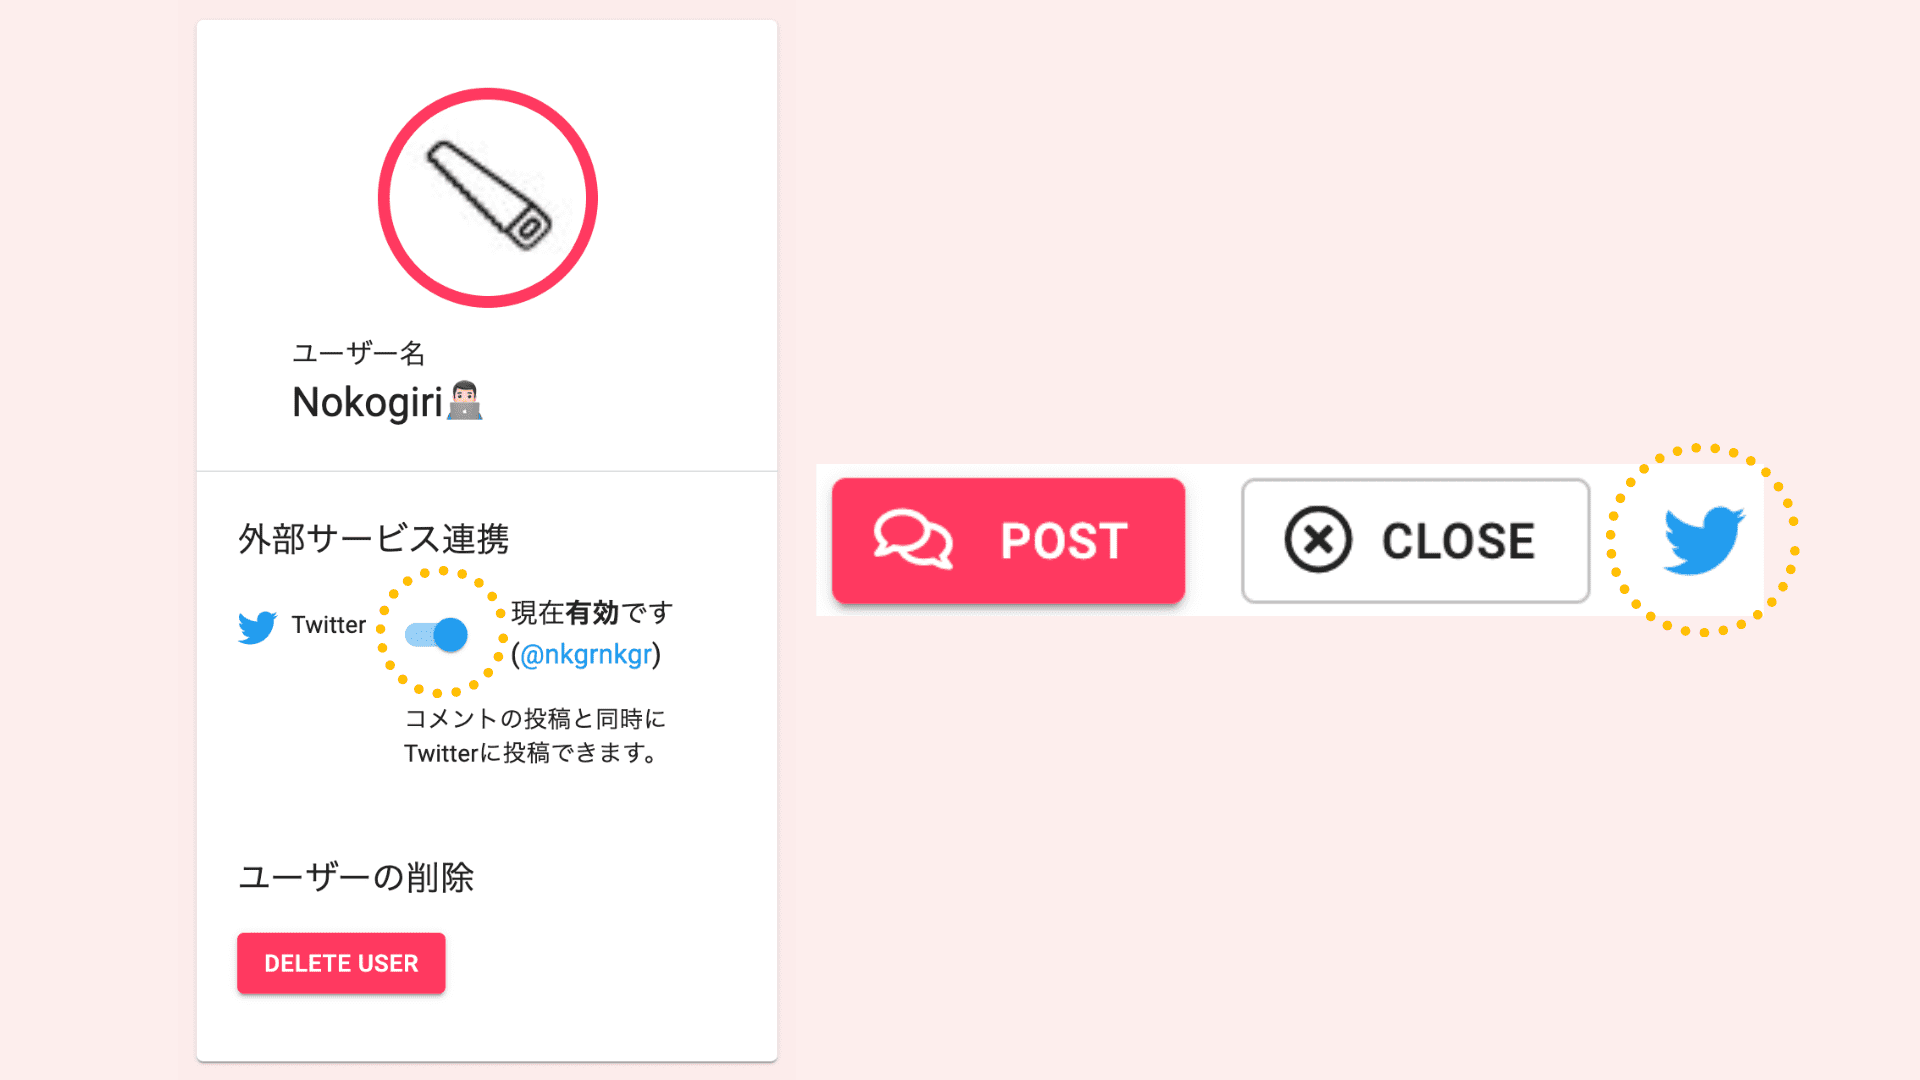 ユーザー名
Nokogiri👨🏻‍💻
外部サービス連携
Twitter
現在有効です
(@nkgrnkgr)
コメントの投稿と同時に
Twitterに投稿できます。
ユーザーの削除
DELETE USER
POST
CLOSE